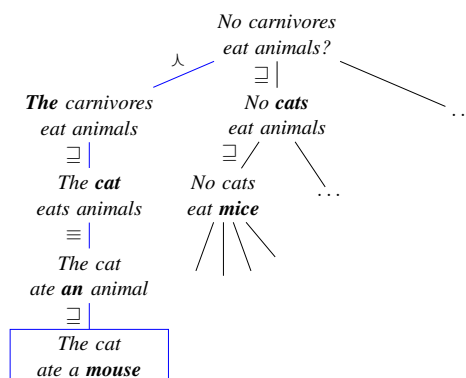 No carnivores
eat animals?
⋏
⊒
The carnivores
eat animals
No cats
eat animals
...
⊒
⊒
The cat
eats animals
No cats
eat mice
...
≡
The cat
ate an animal
⊒
The cat
ate a mouse